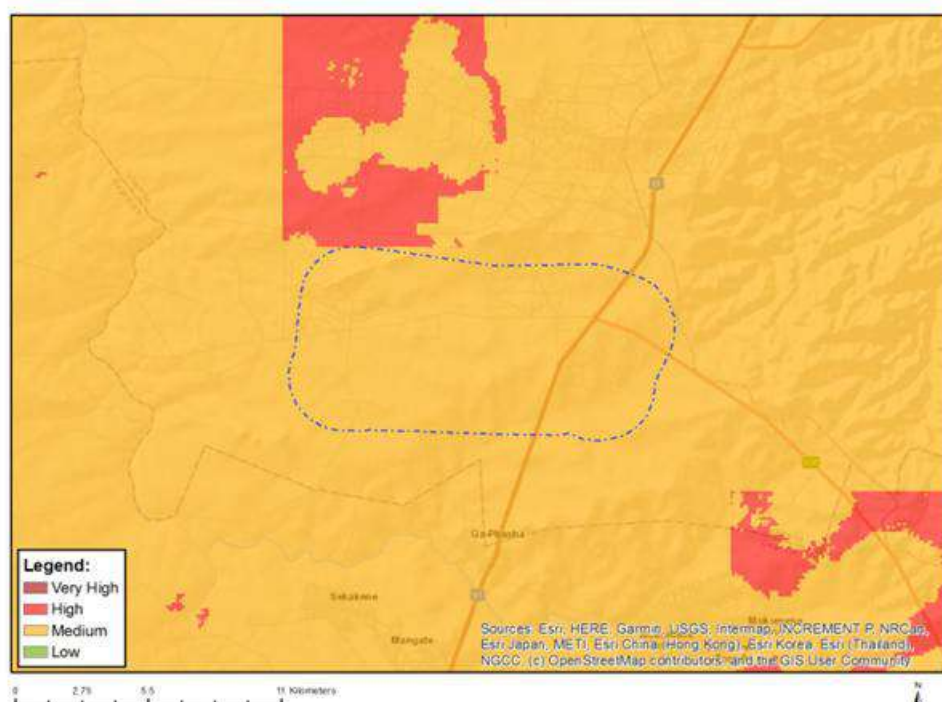 Ga-Phasha
Sekakene
Mangate
Legend:
Very High
High
Medium
Low
Sources: Esri, HERE, Garmin, USGS, Intermap, INCREMENT P, NRCan,
Esri Japan, METI, Esri China (Hong Kong), Esri Korea, Esri (Thailand),
NGCC, (c) OpenStreetMap contributors, and the GIS User Community
0 2.75 5.5 11 Kilometers
N